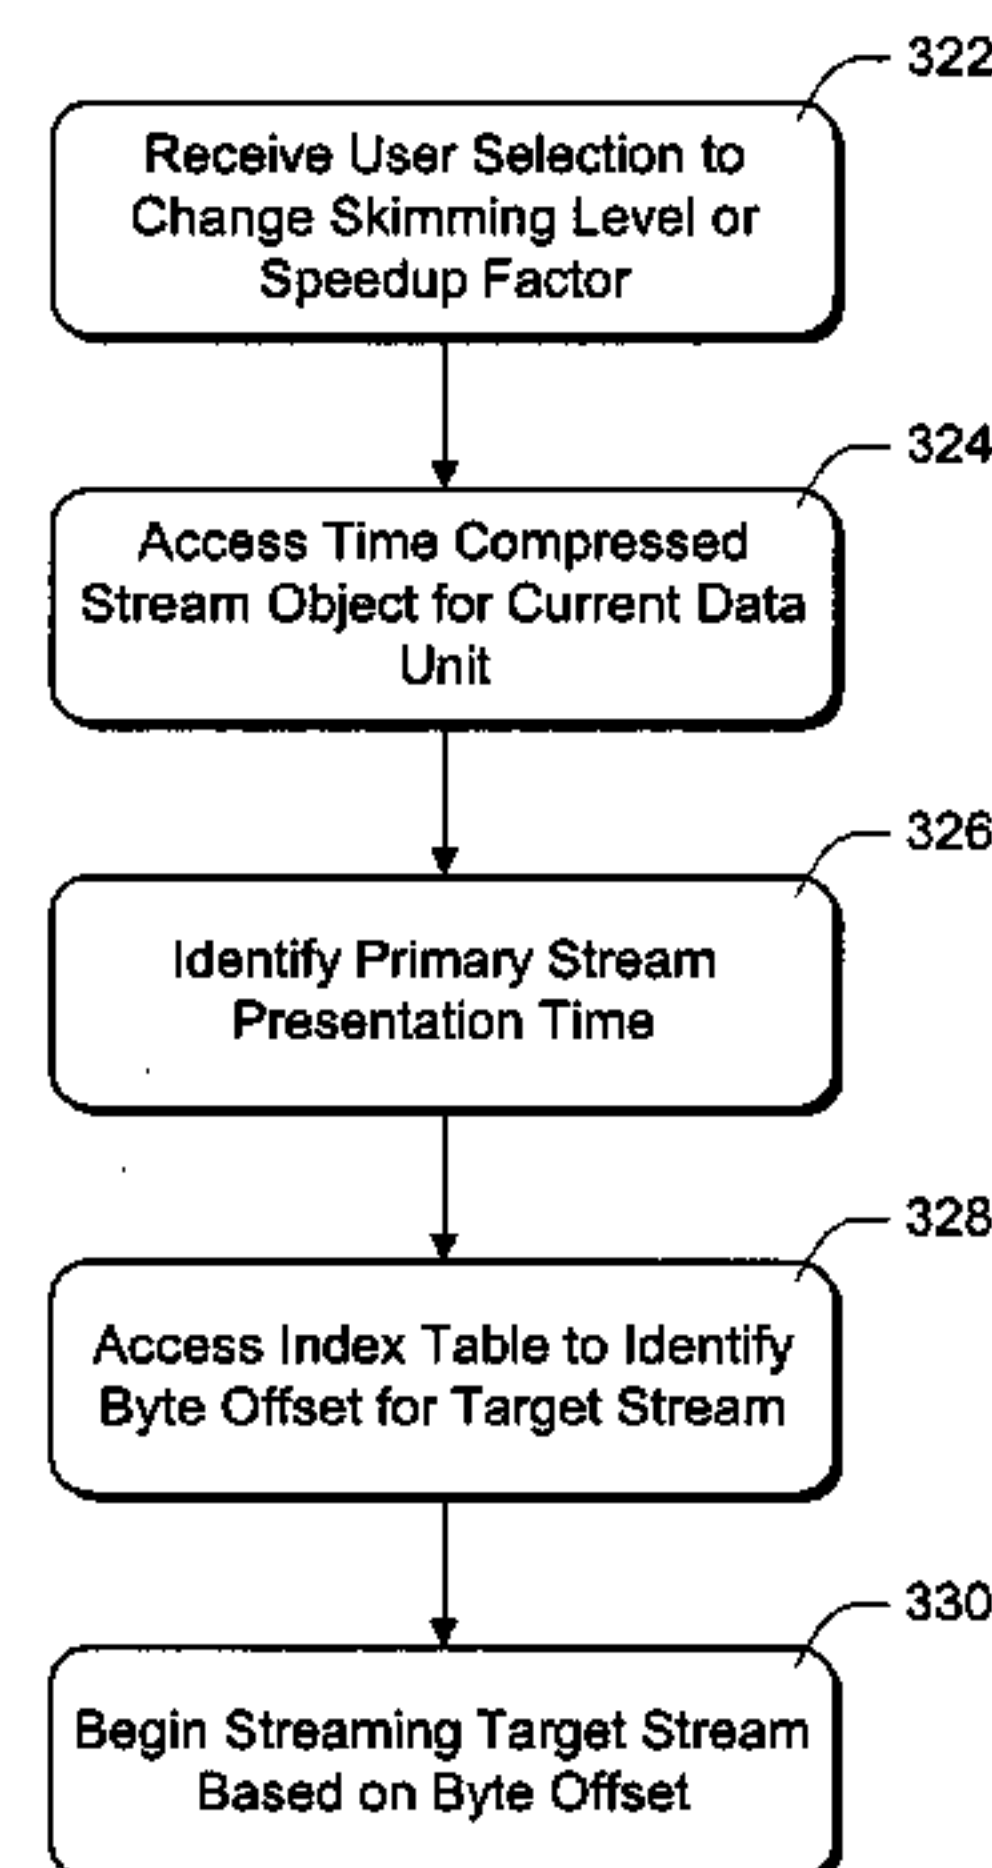 322
Receive User Selection to
Change Skimming Level or
Speedup Factor
324
Access Time Compressed
Stream Object for Current Data
Unit
326
Identify Primary Stream
Presentation Time
328
Access Index Table to Identify
Byte Offset for Target Stream
330
Begin Streaming Target Stream
Based on Byte Offset